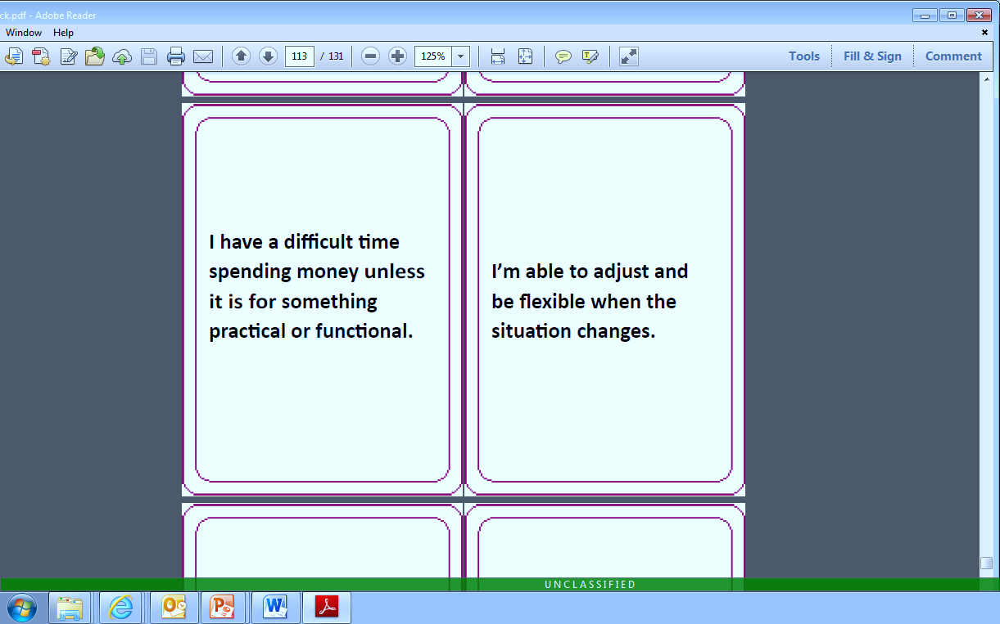 ck.pdf - Adobe Reader
Window Help
113 / 131 125% Tools Fill & Sign Comment
I have a difficult time
spending money unless
it is for something
practical or functional.
I’m able to adjust and
be flexible when the
situation changes.
UNCLASSIFIED